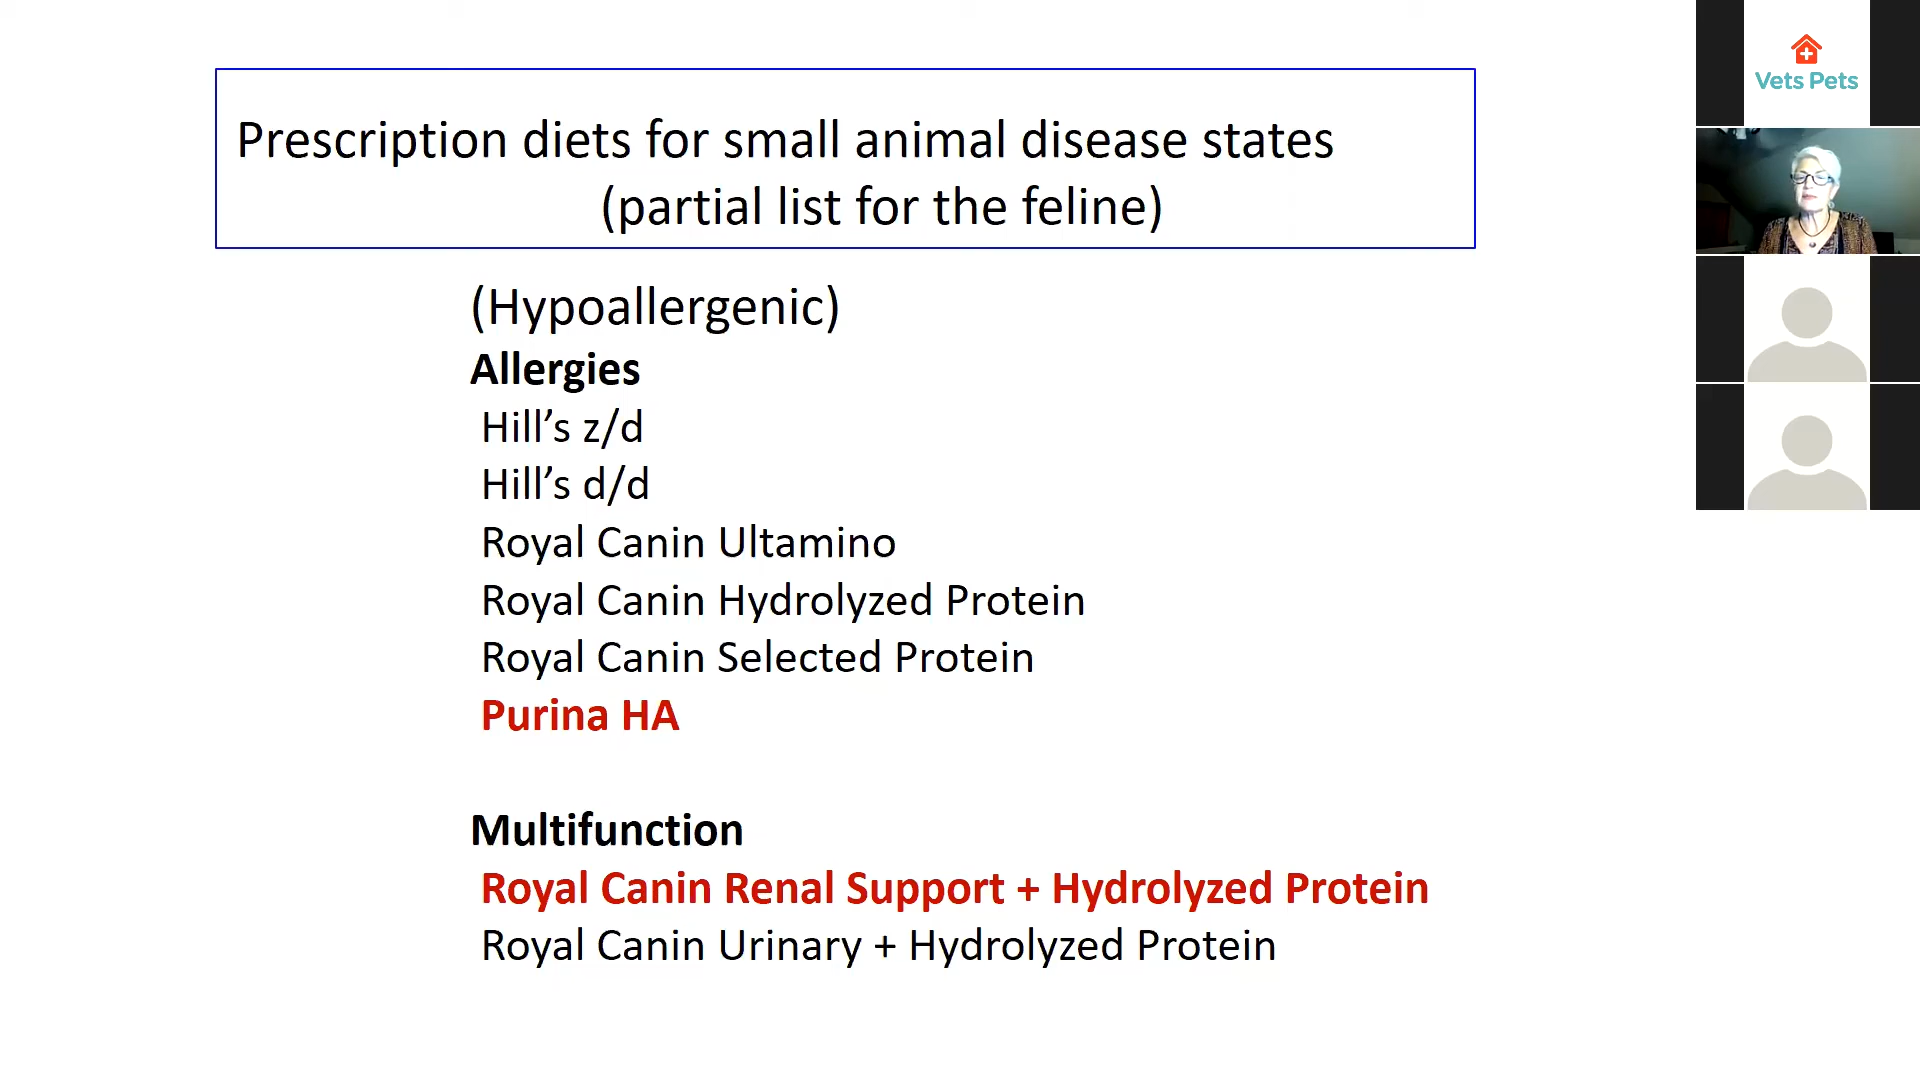 Prescription diets for small animal disease states
(partial list for the feline)
(Hypoallergenic)
Allergies
Hill’s z/d
Hill’s d/d
Royal Canin Ultamino
Royal Canin Hydrolyzed Protein
Royal Canin Selected Protein
Purina HA
Multifunction
Royal Canin Renal Support + Hydrolyzed Protein
Royal Canin Urinary + Hydrolyzed Protein
Vets Pets